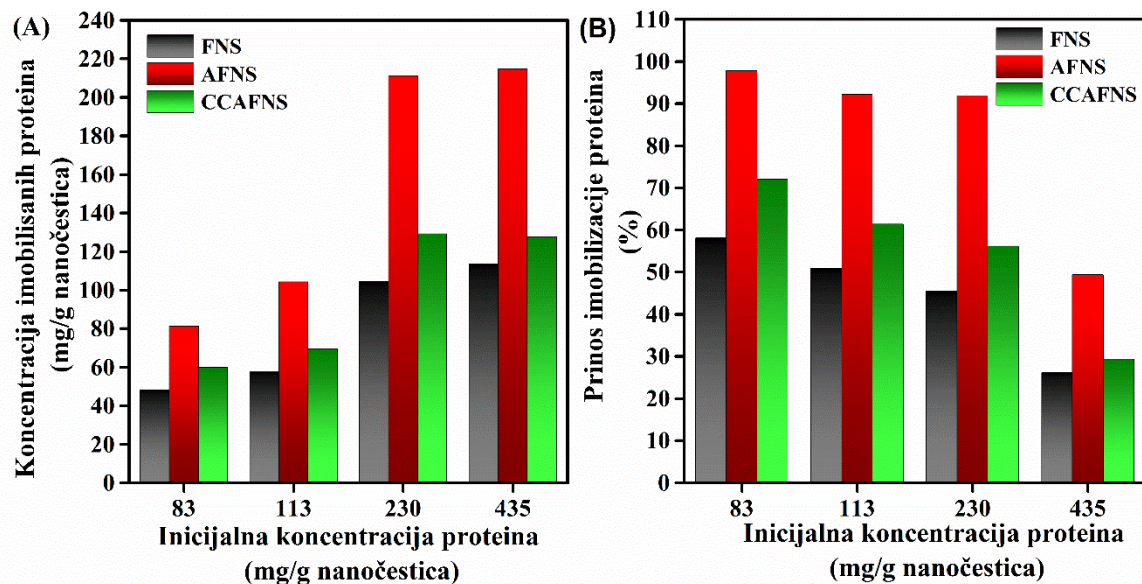 (A)
Koncentracija imobilisanih proteina
(mg/g nanočestica)
240
220
200
180
160
140
120
100
80
60
40
20
0
FNS
AFNS
CCAFNS
83 113 230 435
Inicijalna koncentracija proteina
(mg/g nanočestica)
(B)
Prinos imobilizacije proteina
(%)
110
100
90
80
70
60
50
40
30
20
10
0
FNS
AFNS
CCAFNS
83 113 230 435
Inicijalna koncentracija proteina
(mg/g nanočestica)